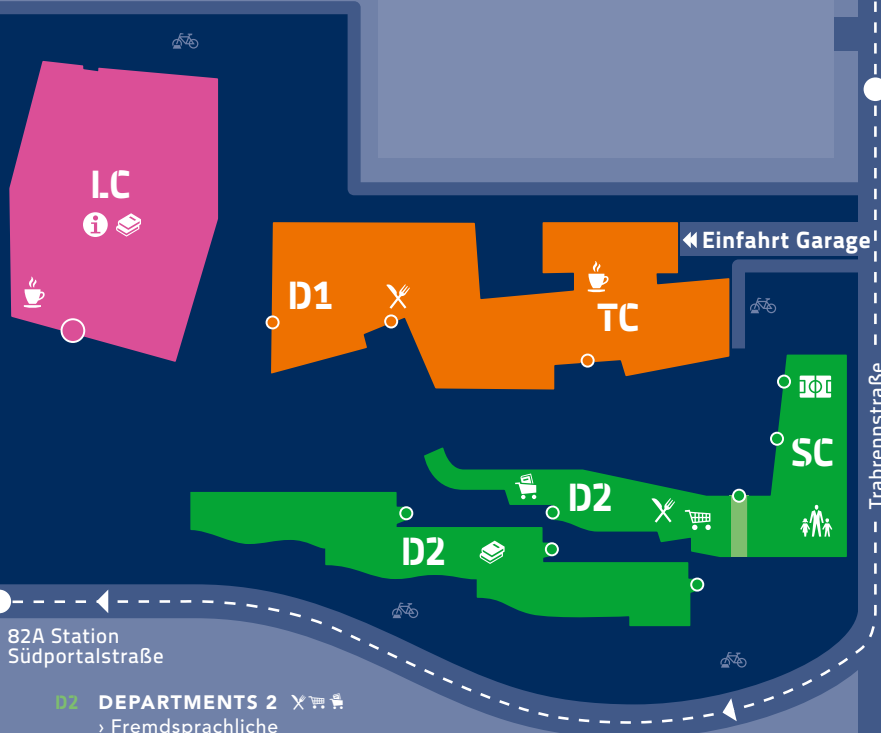 LC
Einfahrt Garage
D1
TC
Trabrennstraße
SC
D2
D2
82A Station
Südportalstraße
D2 DEPARTMENTS 2
› Fremdsprachliche